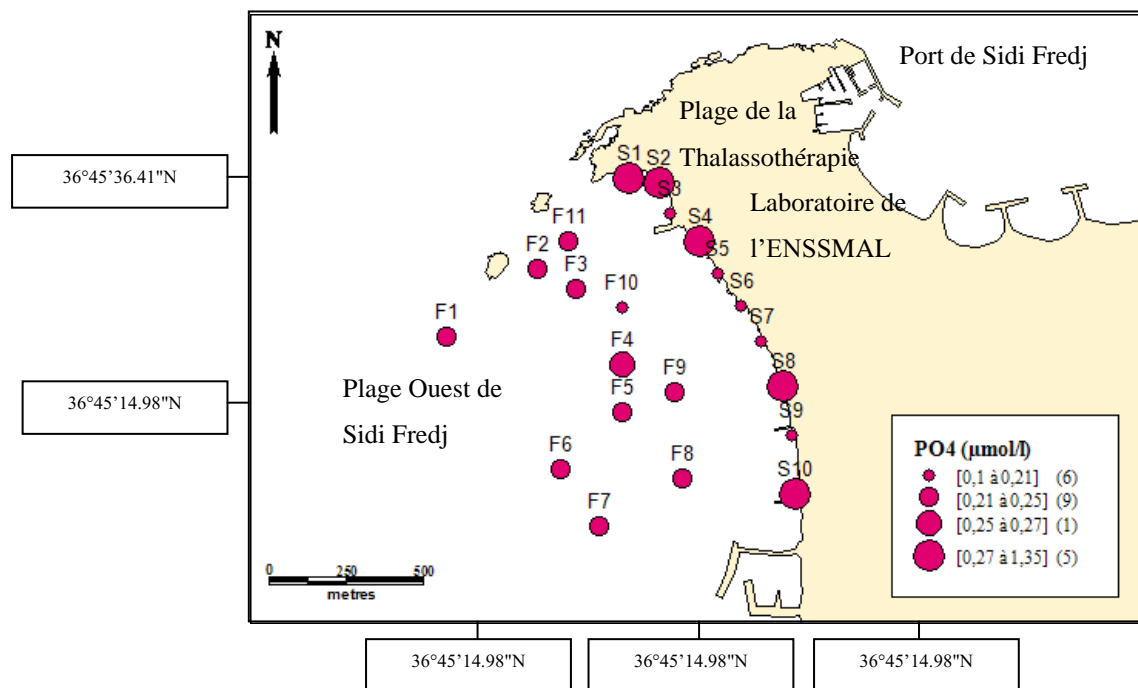 N
Port de Sidi Fredj
Plage de la
Thalassothérapie
36°45’36.41"N
S1
S2
S3
Laboratoire de
l’ENSSMAL
S4
S5
F11
F2
F3
F10
S6
F1
S7
F4
S8
F9
F5
Plage Ouest de
Sidi Fredj
36°45’14.98"N
S9
F6
F8
S10
F7
PO4 (µmol/l)
[0,1 à 0,21] (6)
[0,21 à 0,25] (9)
[0,25 à 0,27] (1)
[0,27 à 1,35] (5)
0 250 500
metres
36°45’14.98"N
36°45’14.98"N
36°45’14.98"N